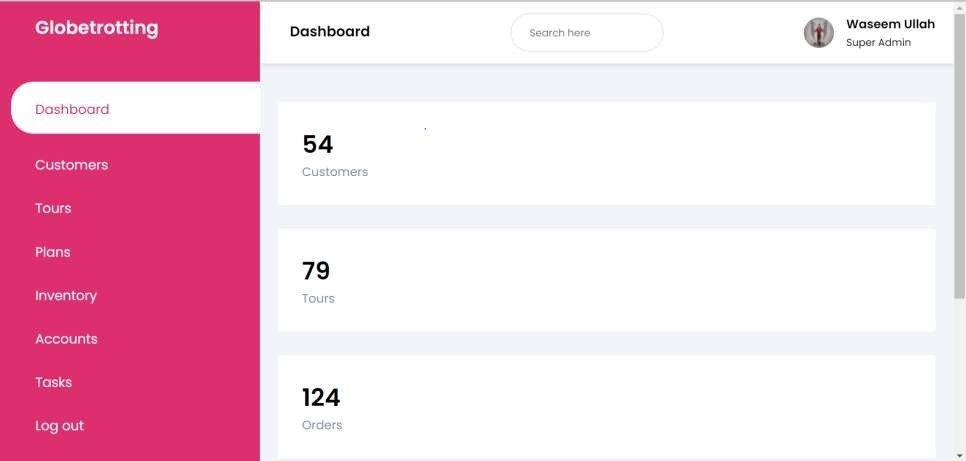 Globetrotting
Dashboard
Customers
Tours
Plans
Inventory
Accounts
Tasks
Log out
Dashboard
Search here
Waseem Ullah
Super Admin
54
Customers
79
Tours
124
Orders